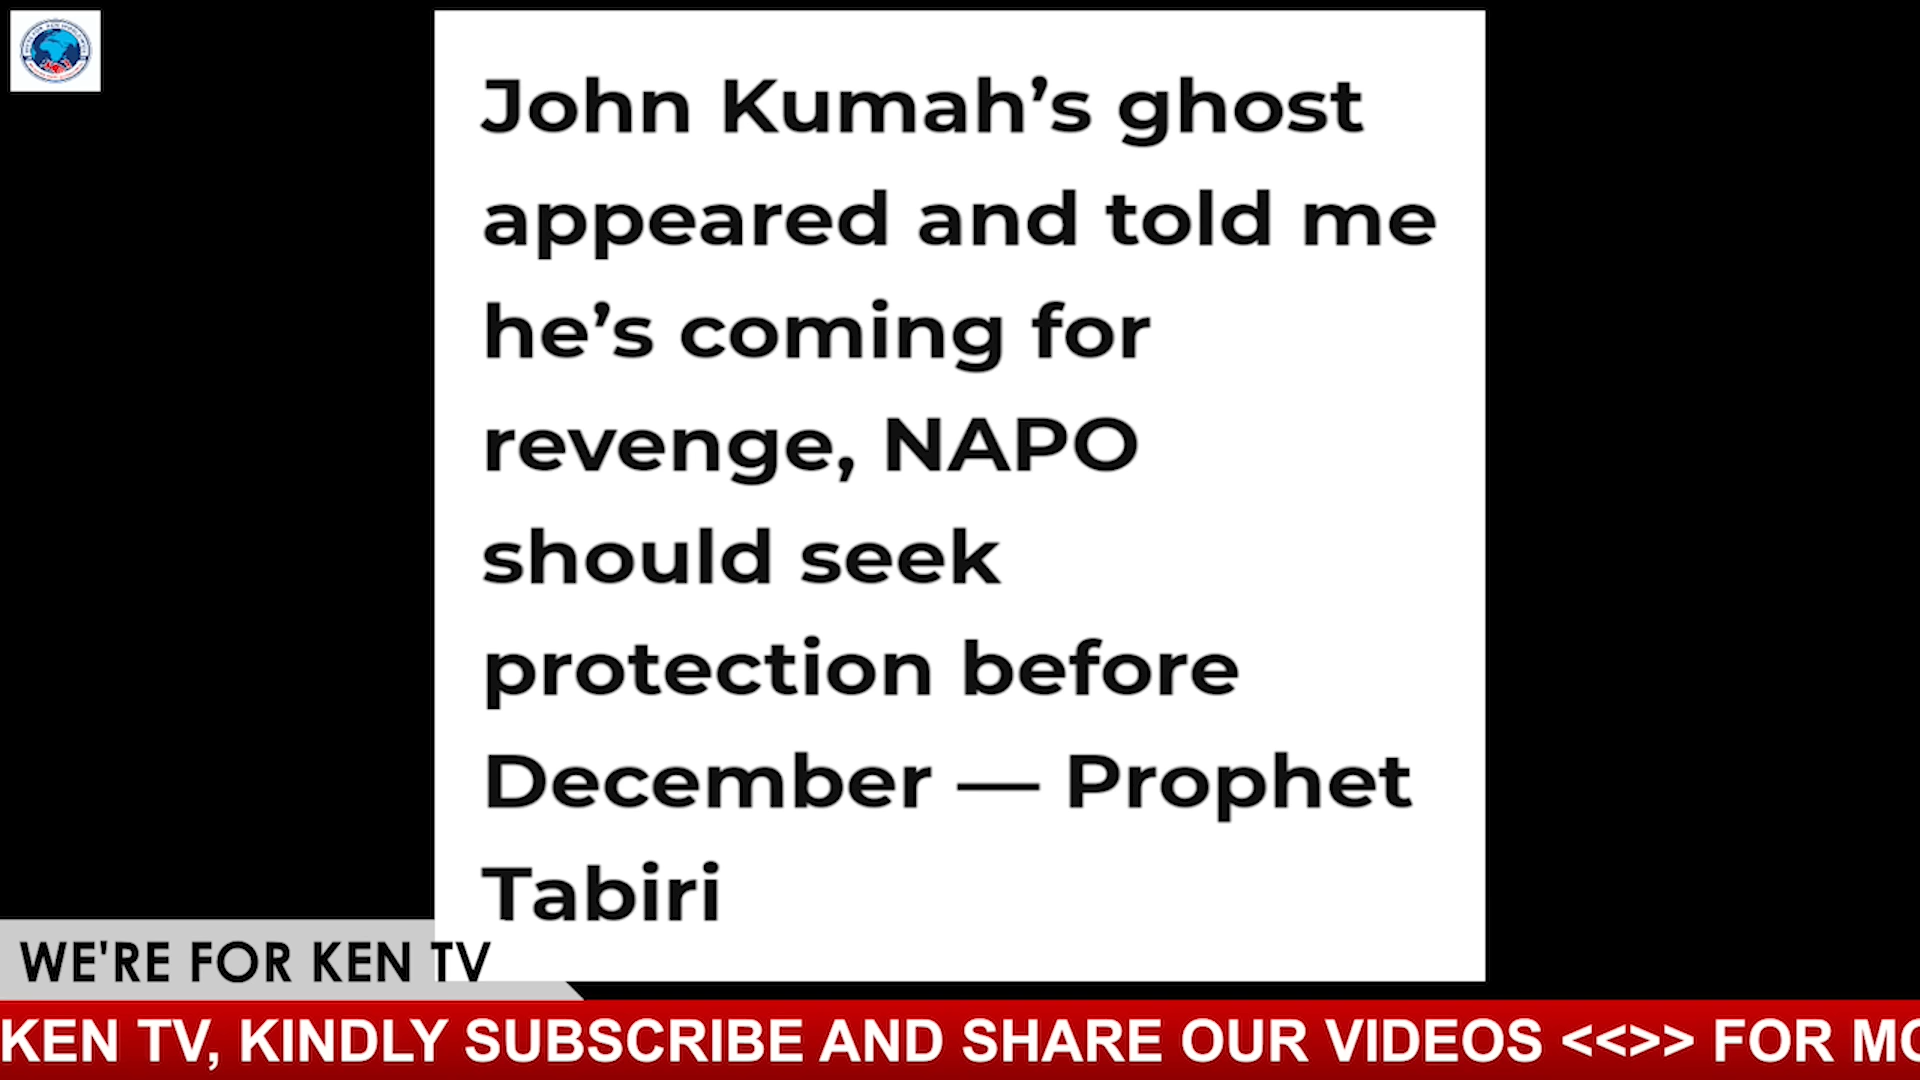 John Kumah’s ghost
appeared and told me
he’s coming for
revenge, NAPO
should seek
protection before
December — Prophet
Tabiri
WE'RE FOR KEN TV
KEN TV, KINDLY SUBSCRIBE AND SHARE OUR VIDEOS <<>> FOR MO